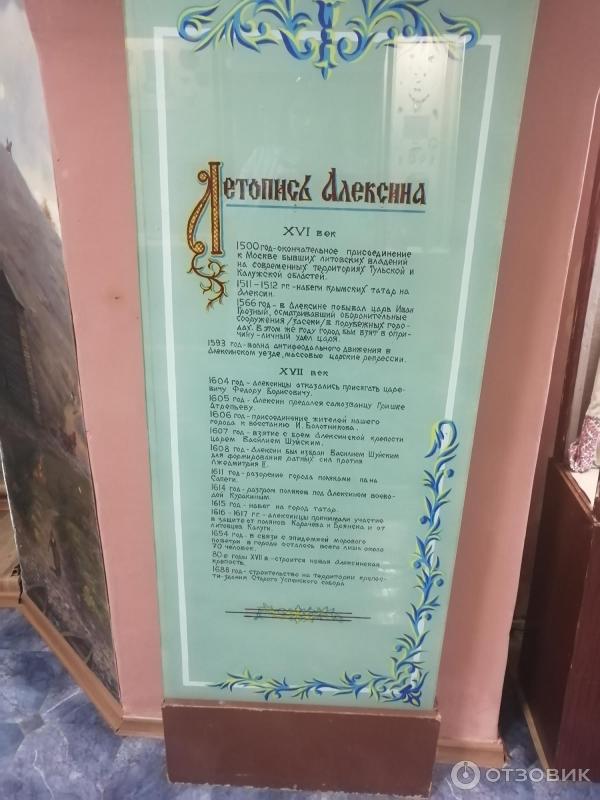 Летопись Алексина
XVI век
1500 год-окончательное присоединение
к Москве бывших литовских владений
на современных территориях Тульской и
Калужской областей.
1511-1512 гг.-набеги крымских татар на
Алексин.
1566 год-в Алексине побывал царь Иван
Грозный, осматривавший оборонительные
сооружения /засеки/ в порубежных горо-
дах. В этом же году город был взят в опри-
чнину-личный удел царя.
1593 год-волна антифеодального движения в
Алексинском уезде, массовые царские репрессии.
XVII век
1604 год-алексинцы отказались присягать царе-
вичу Федору Борисовичу.
1605 год-Алексин предался самозванцу Гришке
Отрепьеву.
1606 год-присоединение жителей нашего
города к восстанию И. Болотникова.
1607 год-взятие с боем Алексинской крепости
царем Василием Шуйским.
1608 год-Алексин был избран Василием Шуйским
для формирования ратных сил против
Лжедмитрия II.
1611 год-разорение города поляками пана
Сапеги.
1614 год-разгром поляков под Алексином воево-
дой Куракиным.
1615 год-набег на город татар.
1616-1617 гг.-алексинцы принимали участие
в защите от поляков Карачева и Брянска и от
литовцев Калуги.
1654 год-в связи с эпидемией морового
поветрия в городе осталось всего лишь около
70 человек.
80е годы XVII в-строится новая Алексинская
крепость.
1688 год-строительство на территории крепос-
ти-здания Старого Успенского собора
ОТЗОВИК